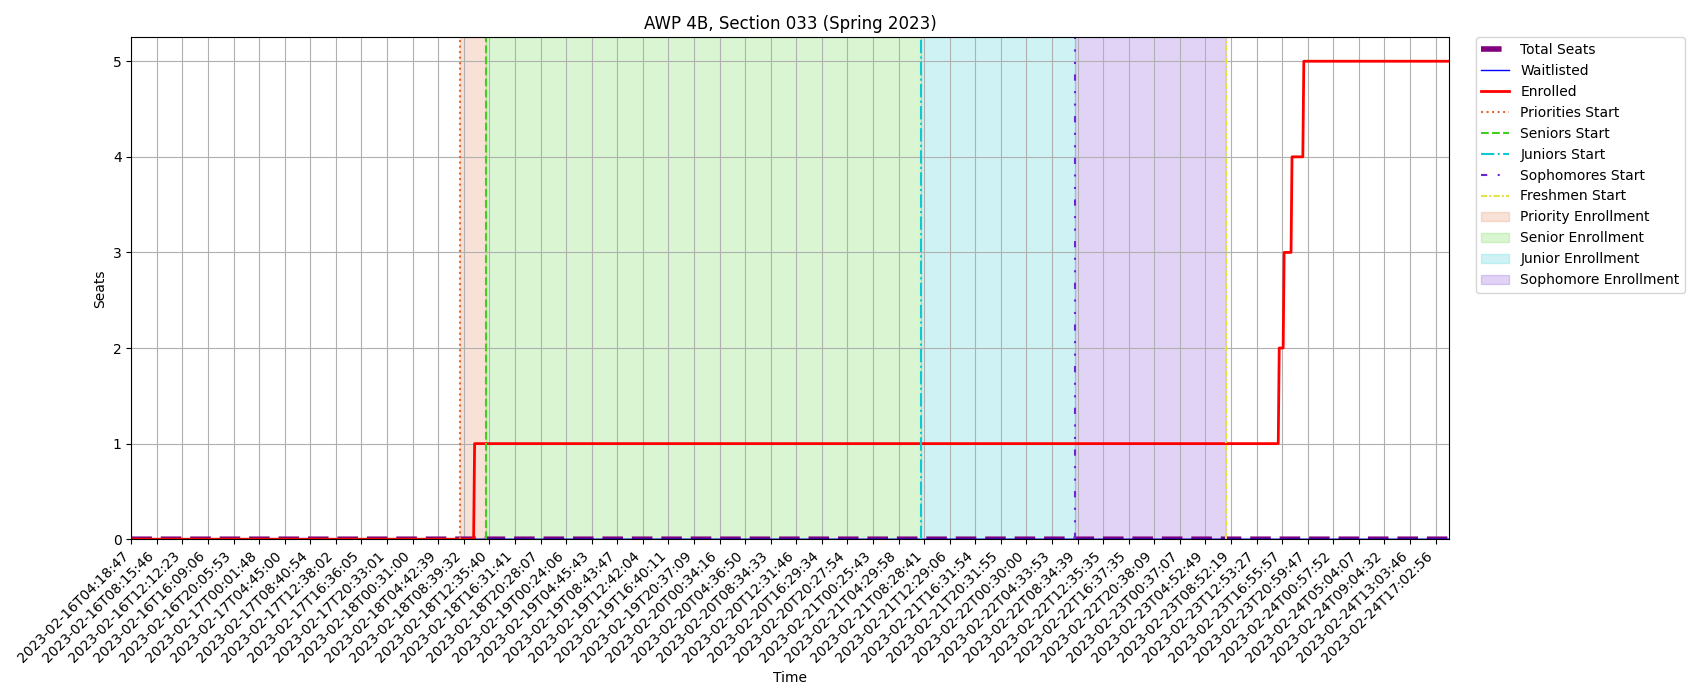 AWP 4B, Section 033 (Spring 2023)
Seats
5
4
3
2
1
0
2023-02-16T04:18:47
2023-02-16T08:15:46
2023-02-16T12:12:23
2023-02-16T16:09:06
2023-02-16T20:05:53
2023-02-17T00:01:48
2023-02-17T04:45:00
2023-02-17T08:40:54
2023-02-17T12:38:02
2023-02-17T16:36:05
2023-02-17T20:33:01
2023-02-18T00:31:00
2023-02-18T04:42:39
2023-02-18T08:39:32
2023-02-18T12:35:40
2023-02-18T16:31:41
2023-02-18T20:28:07
2023-02-19T00:24:06
2023-02-19T04:45:43
2023-02-19T08:43:47
2023-02-19T12:42:04
2023-02-19T16:40:11
2023-02-19T20:37:09
2023-02-20T00:34:16
2023-02-20T04:36:50
2023-02-20T08:34:33
2023-02-20T12:31:46
2023-02-20T16:29:34
2023-02-20T20:27:54
2023-02-21T00:25:43
2023-02-21T04:29:58
2023-02-21T08:28:41
2023-02-21T12:29:06
2023-02-21T16:31:54
2023-02-21T20:31:55
2023-02-22T00:30:00
2023-02-22T04:33:53
2023-02-22T08:34:39
2023-02-22T12:35:35
2023-02-22T16:37:35
2023-02-22T20:38:09
2023-02-23T00:37:07
2023-02-23T04:52:49
2023-02-23T08:52:19
2023-02-23T12:53:27
2023-02-23T16:55:57
2023-02-23T20:59:47
2023-02-24T00:57:52
2023-02-24T05:04:07
2023-02-24T09:04:32
2023-02-24T13:03:46
2023-02-24T17:02:56
Time
Total Seats
Waitlisted
Enrolled
Priorities Start
Seniors Start
Juniors Start
Sophomores Start
Freshmen Start
Priority Enrollment
Senior Enrollment
Junior Enrollment
Sophomore Enrollment